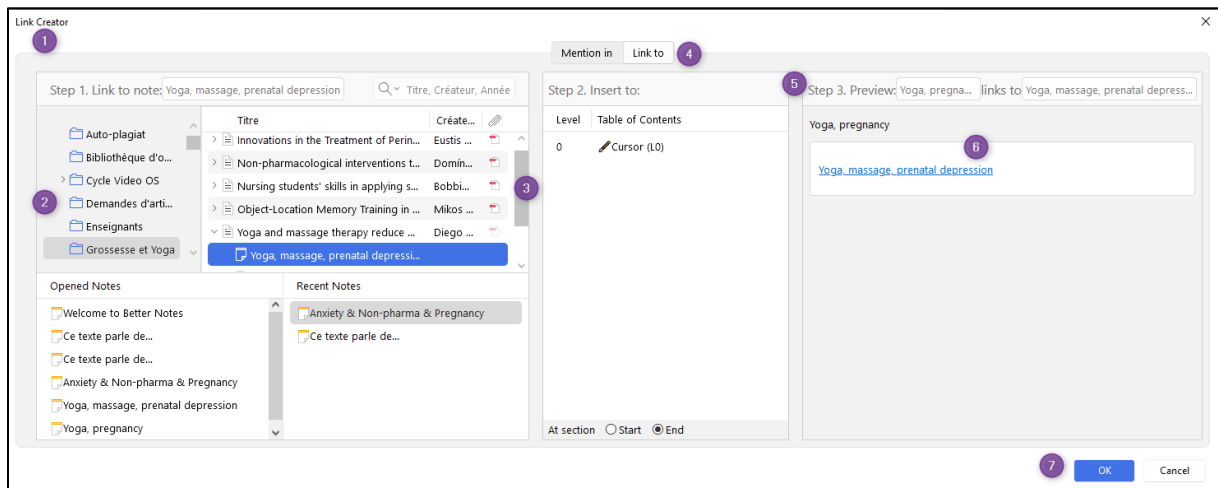 Link Creator
1
Mention in Link to 4
Step 1. Link to note: Yoga, massage, prenatal depression Titre, Créateur, Année
Auto-plagiat
Bibliothèque d'o...
Cycle Video OS
2 Demandes d'arti...
Enseignants
Grossesse et Yoga
Titre Créate...
Innovations in the Treatment of Perin... Eustis ...
Non-pharmacological interventions t... Domín...
Nursing students' skills in applying s... Bobbi... 3
Object-Location Memory Training in ... Mikos ...
Yoga and massage therapy reduce ... Diego ...
Yoga, massage, prenatal depressi...
Opened Notes
Welcome to Better Notes
Ce texte parle de...
Ce texte parle de...
Anxiety & Non-pharma & Pregnancy
Yoga, massage, prenatal depression
Yoga, pregnancy
Recent Notes
Anxiety & Non-pharma & Pregnancy
Ce texte parle de...
Step 2. Insert to:
Level Table of Contents
0 Cursor (L0)
At section Start End
5 Step 3. Preview: Yoga, pregna... links to Yoga, massage, prenatal depress...
Yoga, pregnancy
6
Yoga, massage, prenatal depression
7 OK Cancel